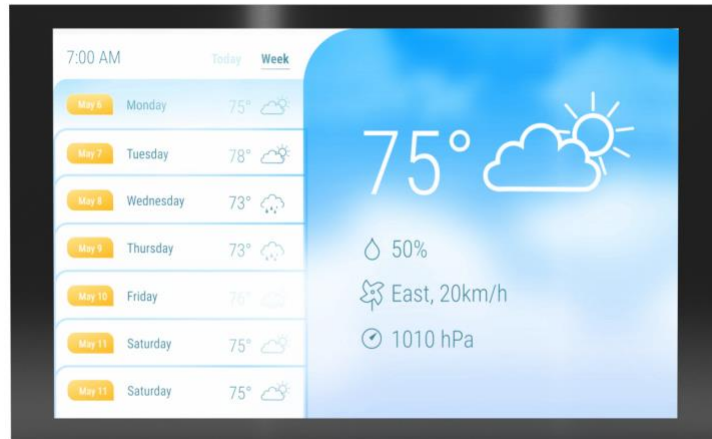 7:00 AM Today Week
May 6 Monday 75°
May 7 Tuesday 78°
May 8 Wednesday 73°
May 9 Thursday 73°
May 10 Friday 76°
May 11 Saturday 75°
May 11 Saturday 75°
75°
50%
East, 20km/h
1010 hPa